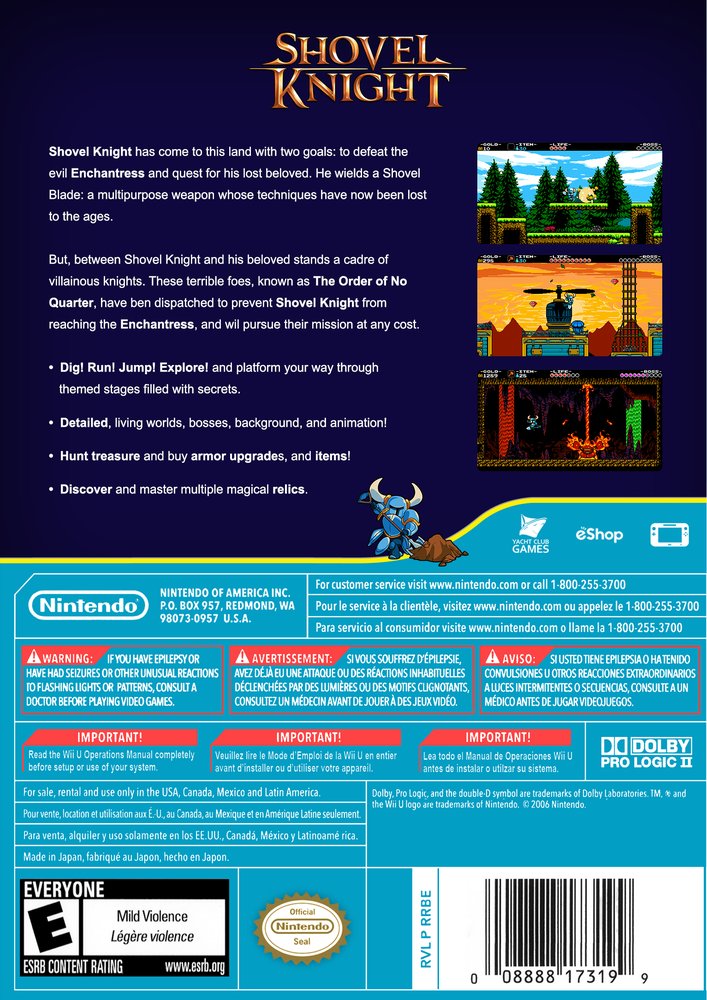 SHOVEL
KNIGHT
Shovel Knight has come to this land with two goals: to defeat the
evil Enchantress and quest for his lost beloved. He wields a Shovel
Blade: a multipurpose weapon whose techniques have now been lost
to the ages.
But, between Shovel Knight and his beloved stands a cadre of
villainous knights. These terrible foes, known as The Order of No
Quarter, have ben dispatched to prevent Shovel Knight from
reaching the Enchantress, and wil pursue their mission at any cost.
• Dig! Run! Jump! Explore! and platform your way through
themed stages filled with secrets.
• Detailed, living worlds, bosses, background, and animation!
• Hunt treasure and buy armor upgrades, and items!
• Discover and master multiple magical relics.
-GOLD- -ITEM- -LIFE- -BOSS-
-GOLD- -ITEM- -LIFE- -BOSS-
295
-GOLD- -ITEM- -LIFE- -BOSS-
1259
YACHT CLUB
GAMES
eShop
Nintendo
NINTENDO OF AMERICA INC.
P.O. BOX 957, REDMOND, WA
98073-0957 U.S.A.
For customer service visit www.nintendo.com or call 1-800-255-3700
Pour le service à la clientèle, visitez www.nintendo.com ou appelez le 1-800-255-3700
Para servicio al consumidor visite www.nintendo.com o llame la 1-800-255-3700
WARNING: IF YOU HAVE EPILEPSY OR
HAVE HAD SEIZURES OR OTHER UNUSUAL REACTIONS
TO FLASHING LIGHTS OR PATTERNS, CONSULT A
DOCTOR BEFORE PLAYING VIDEO GAMES.
AVERTISSEMENT: SI VOUS SOUFFREZ D'ÉPILEPSIE,
AVEZ DÉJÀ EU UNE ATTAQUE OU DES RÉACTIONS INHABITUELLES
DÉCLENCHÉES PAR DES LUMIÈRES OU DES MOTIFS CLIGNOTANTS,
CONSULTEZ UN MÉDECIN AVANT DE JOUER À DES JEUX VIDÉO.
AVISO: SI USTED TIENE EPILEPSIA O HA TENIDO
CONVULSIONES U OTROS REACCIONES EXTRAORDINARIOS
A LUCES INTERMITENTES O SECUENCIAS, CONSULTE A UN
MÉDICO ANTES DE JUGAR VIDEOJUEGOS.
IMPORTANT!
Read the Wii U Operations Manual completely
before setup or use of your system.
IMPORTANT!
Veuillez lire le Mode d'Emploi de la Wii U en entier
avant d'installer ou d'utiliser votre appareil.
IMPORTANT!
Lea todo el Manual de Operaciones Wii U
antes de instalar o utilzar su sistema.
DOLBY
PRO LOGIC II
For sale, rental and use only in the USA, Canada, Mexico and Latin America.
Pour vente, location et utilisation aux É.-U., au Canada, au Mexique et en Amérique Latine seulement.
Para venta, alquiler y uso solamente en los EE.UU., Canadá, México y Latinoamé rica.
Made in Japan, fabriqué au Japon, hecho en Japon.
Dolby, Pro Logic, and the double-D symbol are trademarks of Dolby Laboratories. TM, ® and
the Wii U logo are trademarks of Nintendo. © 2006 Nintendo.
EVERYONE
E
Mild Violence
Légère violence
ESRB CONTENT RATING www.esrb.org
Official
Nintendo
Seal
RVL P RRBE
0 08888 17319 9